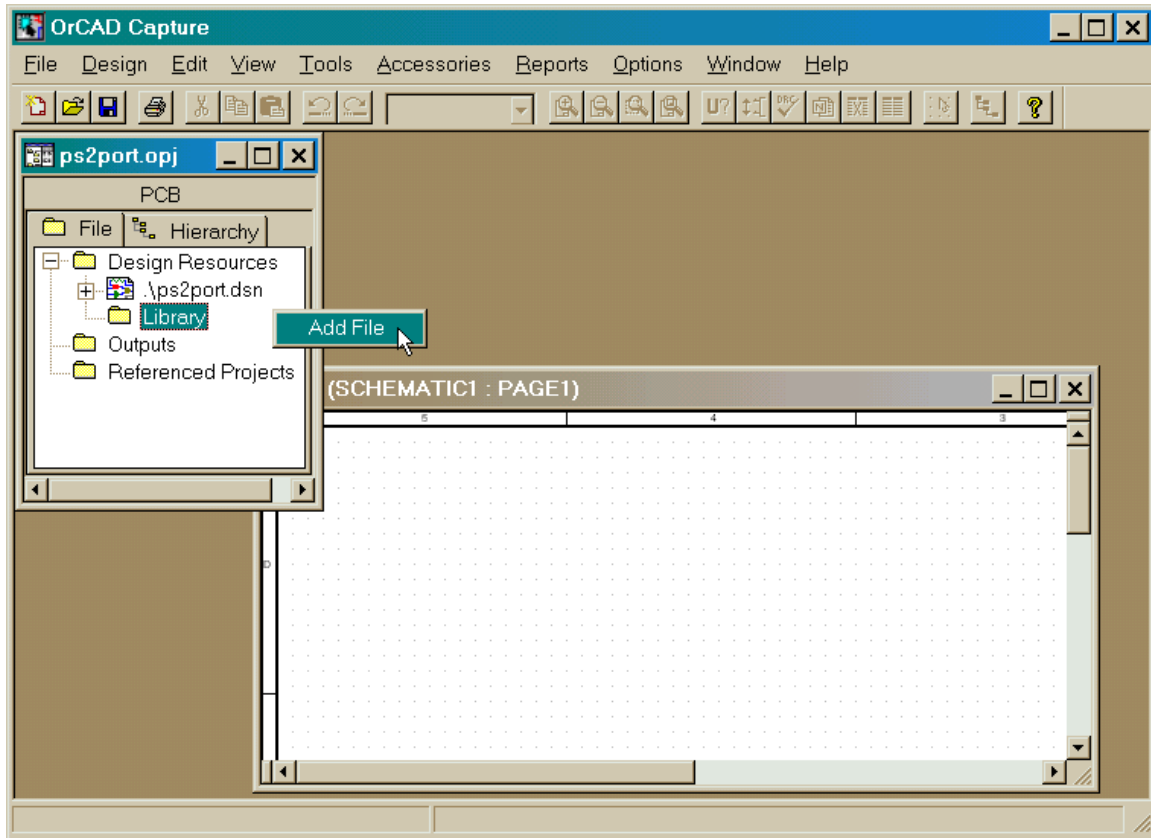 OrCAD Capture
File Design Edit View Tools Accessories Reports Options Window Help
U? DRC
ps2port.opj
PCB
File Hierarchy
Design Resources
.\ps2port.dsn
Library
Add File
Outputs
Referenced Projects
(SCHEMATIC1 : PAGE1)
5 4 3
D